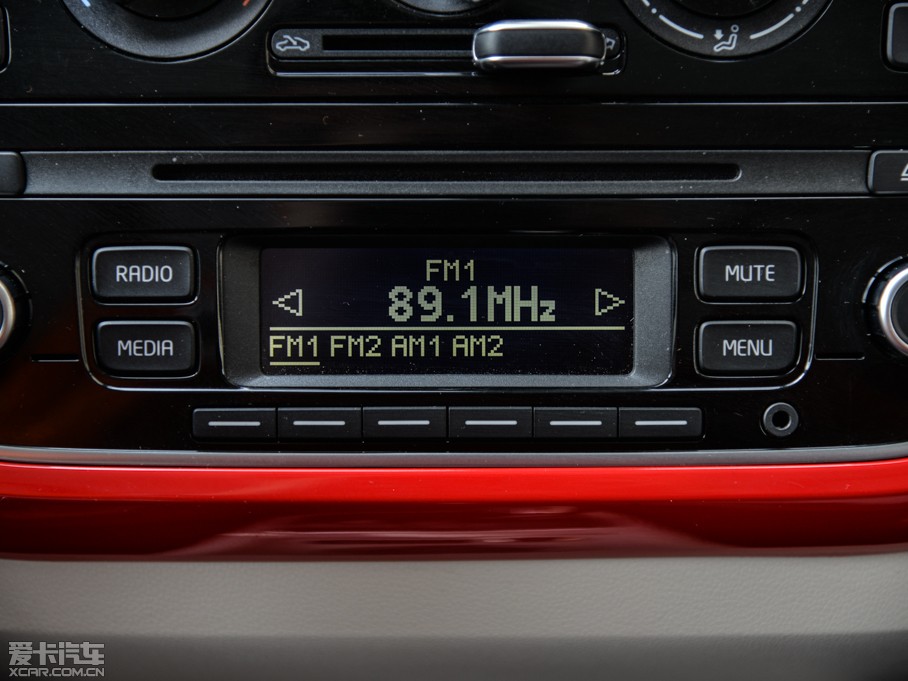 RADIO
MEDIA
FM1
89.1MHz
FM1 FM2 AM1 AM2
MUTE
MENU
爱卡汽车
XCAR.COM.CN